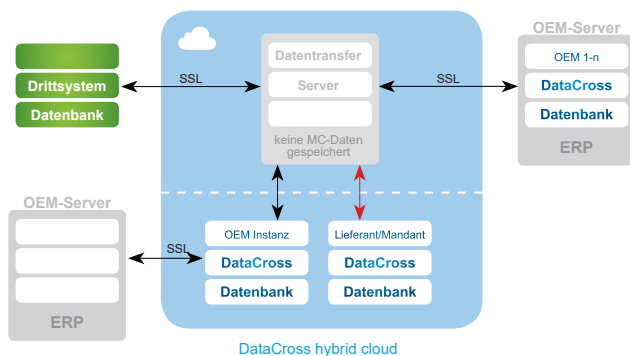 Drittsystem
Datenbank
SSL
Datentransfer
Server
keine MC-Daten
gespeichert
SSL
OEM-Server
OEM 1-n
DataCross
Datenbank
ERP
OEM-Server
ERP
SSL
OEM Instanz
DataCross
Datenbank
Lieferant/Mandant
DataCross
Datenbank
DataCross hybrid cloud